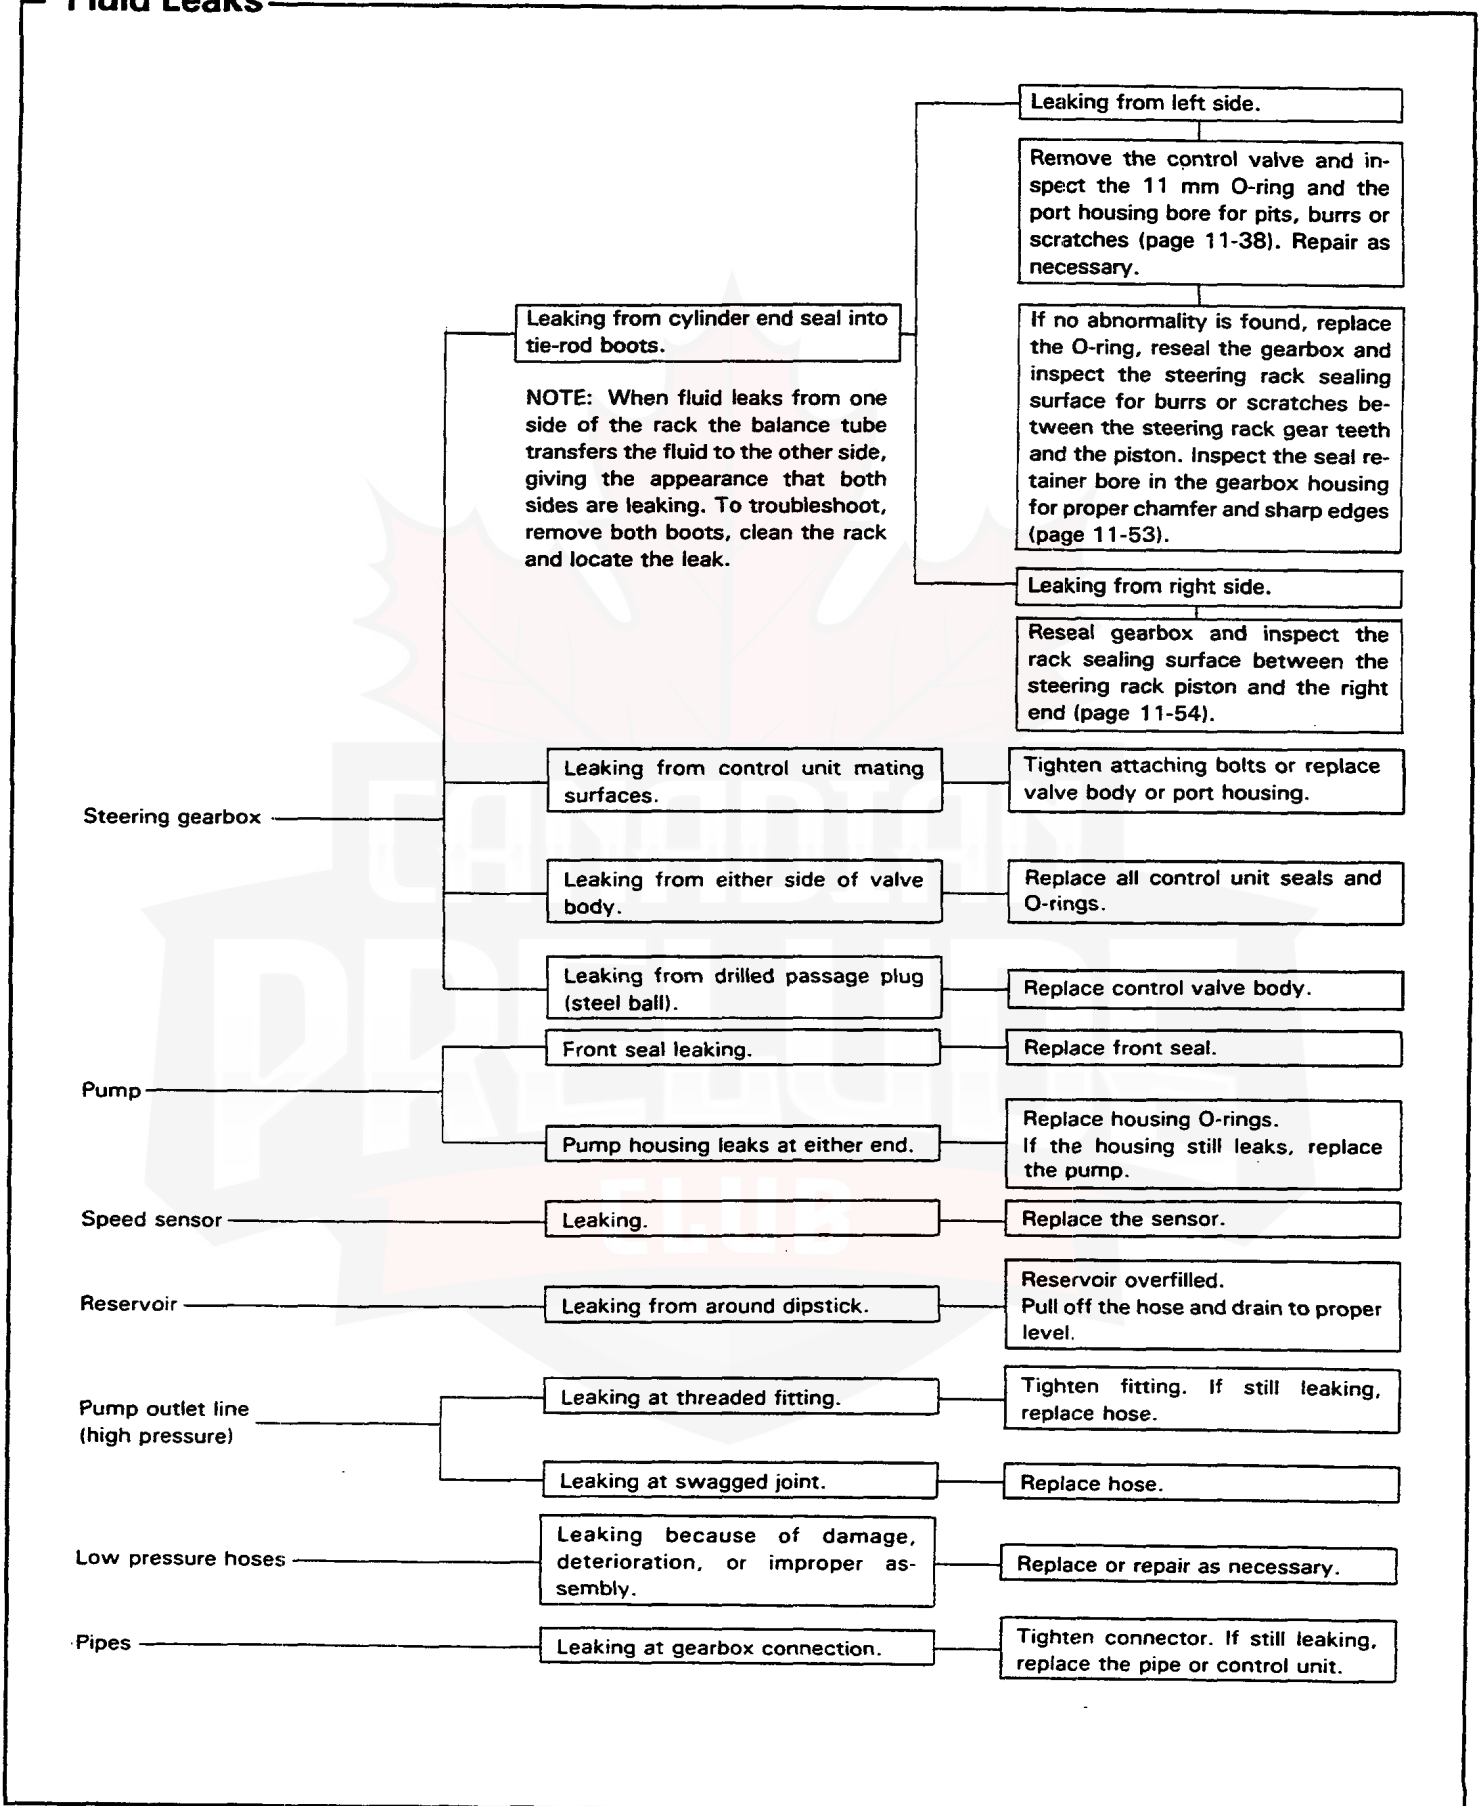 Fluid Leaks
Leaking from left side.
Remove the control valve and in-
spect the 11 mm O-ring and the
port housing bore for pits, burrs or
scratches (page 11-38). Repair as
necessary.
Leaking from cylinder end seal into
tie-rod boots.
NOTE: When fluid leaks from one
side of the rack the balance tube
transfers the fluid to the other side,
giving the appearance that both
sides are leaking. To troubleshoot,
remove both boots, clean the rack
and locate the leak.
If no abnormality is found, replace
the O-ring, reseal the gearbox and
inspect the steering rack sealing
surface for burrs or scratches be-
tween the steering rack gear teeth
and the piston. Inspect the seal re-
tainer bore in the gearbox housing
for proper chamfer and sharp edges
(page 11-53).
Leaking from right side.
Reseal gearbox and inspect the
rack sealing surface between the
steering rack piston and the right
end (page 11-54).
Steering gearbox
Leaking from control unit mating
surfaces.
Tighten attaching bolts or replace
valve body or port housing.
Leaking from either side of valve
body.
Replace all control unit seals and
O-rings.
Leaking from drilled passage plug
(steel ball).
Replace control valve body.
Pump
Front seal leaking.
Replace front seal.
Pump housing leaks at either end.
Replace housing O-rings.
If the housing still leaks, replace
the pump.
Speed sensor
Leaking.
Replace the sensor.
Reservoir
Leaking from around dipstick.
Reservoir overfilled.
Pull off the hose and drain to proper
level.
Pump outlet line
(high pressure)
Leaking at threaded fitting.
Tighten fitting. If still leaking,
replace hose.
Leaking at swagged joint.
Replace hose.
Low pressure hoses
Leaking because of damage,
deterioration, or improper as-
sembly.
Replace or repair as necessary.
Pipes
Leaking at gearbox connection.
Tighten connector. If still leaking,
replace the pipe or control unit.
CANADIAN
PRELUDE
CLUB